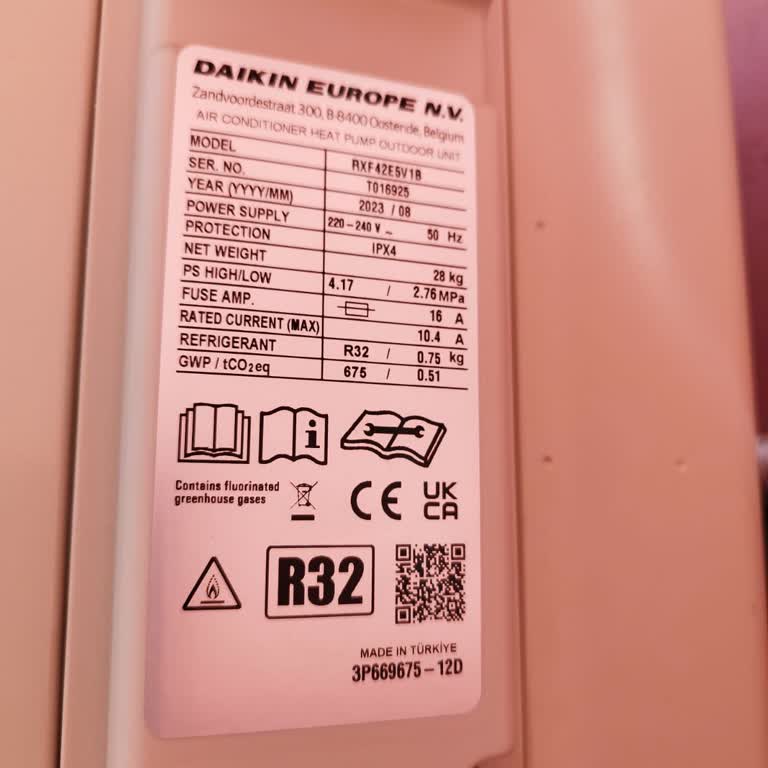 DAIKIN EUROPE N.V.
Zandvoordestraat 300, B-8400 Oostende, Belgium
AIR CONDITIONER HEAT PUMP OUTDOOR UNIT
MODEL RXF42E5V1B
SER. NO. T016925
YEAR (YYYY/MM) 2023 / 08
POWER SUPPLY 220-240 V ~ 50 Hz
PROTECTION IPX4
NET WEIGHT 28 kg
PS HIGH/LOW 4.17 / 2.76 MPa
FUSE AMP. 16 A
RATED CURRENT (MAX) 10.4 A
REFRIGERANT R32 / 0.75 kg
GWP / tCO₂eq 675 / 0.51
Contains fluorinated
greenhouse gases
CE
UK
CA
R32
MADE IN TÜRKİYE
3P669675-12D